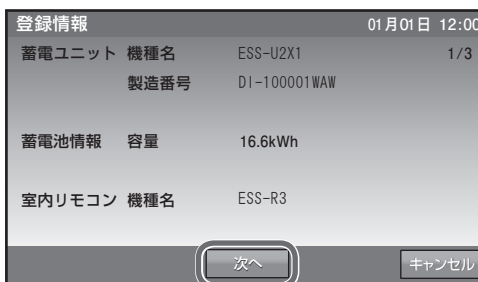 登録情報 01月01日 12:00
蓄電ユニット 機種名 ESS-U2X1 1/3
製造番号 DI-100001WAW
蓄電池情報 容量 16.6kWh
室内リモコン 機種名 ESS-R3
次へ キャンセル